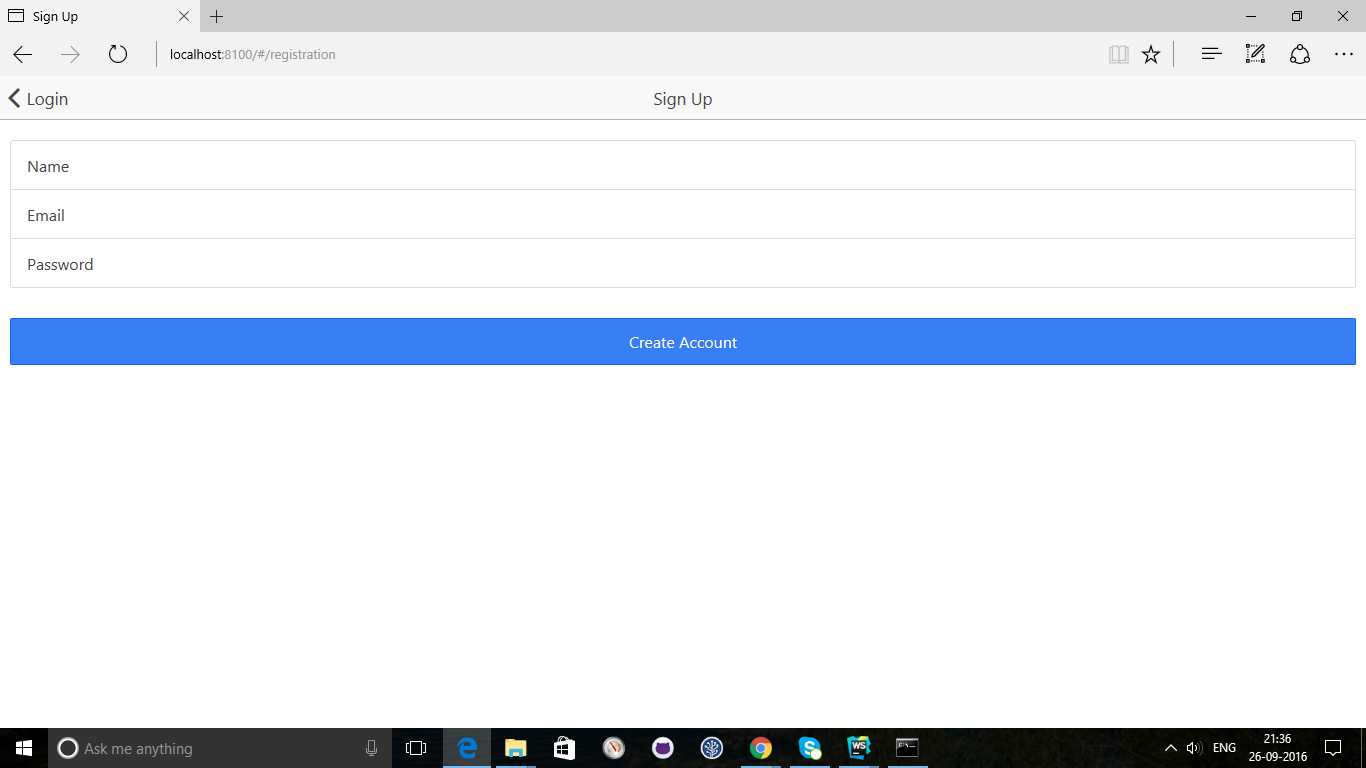 Sign Up
localhost:8100/#/registration
Login
Sign Up
Name
Email
Password
Create Account
Ask me anything
WS
ENG
21:36
26-09-2016